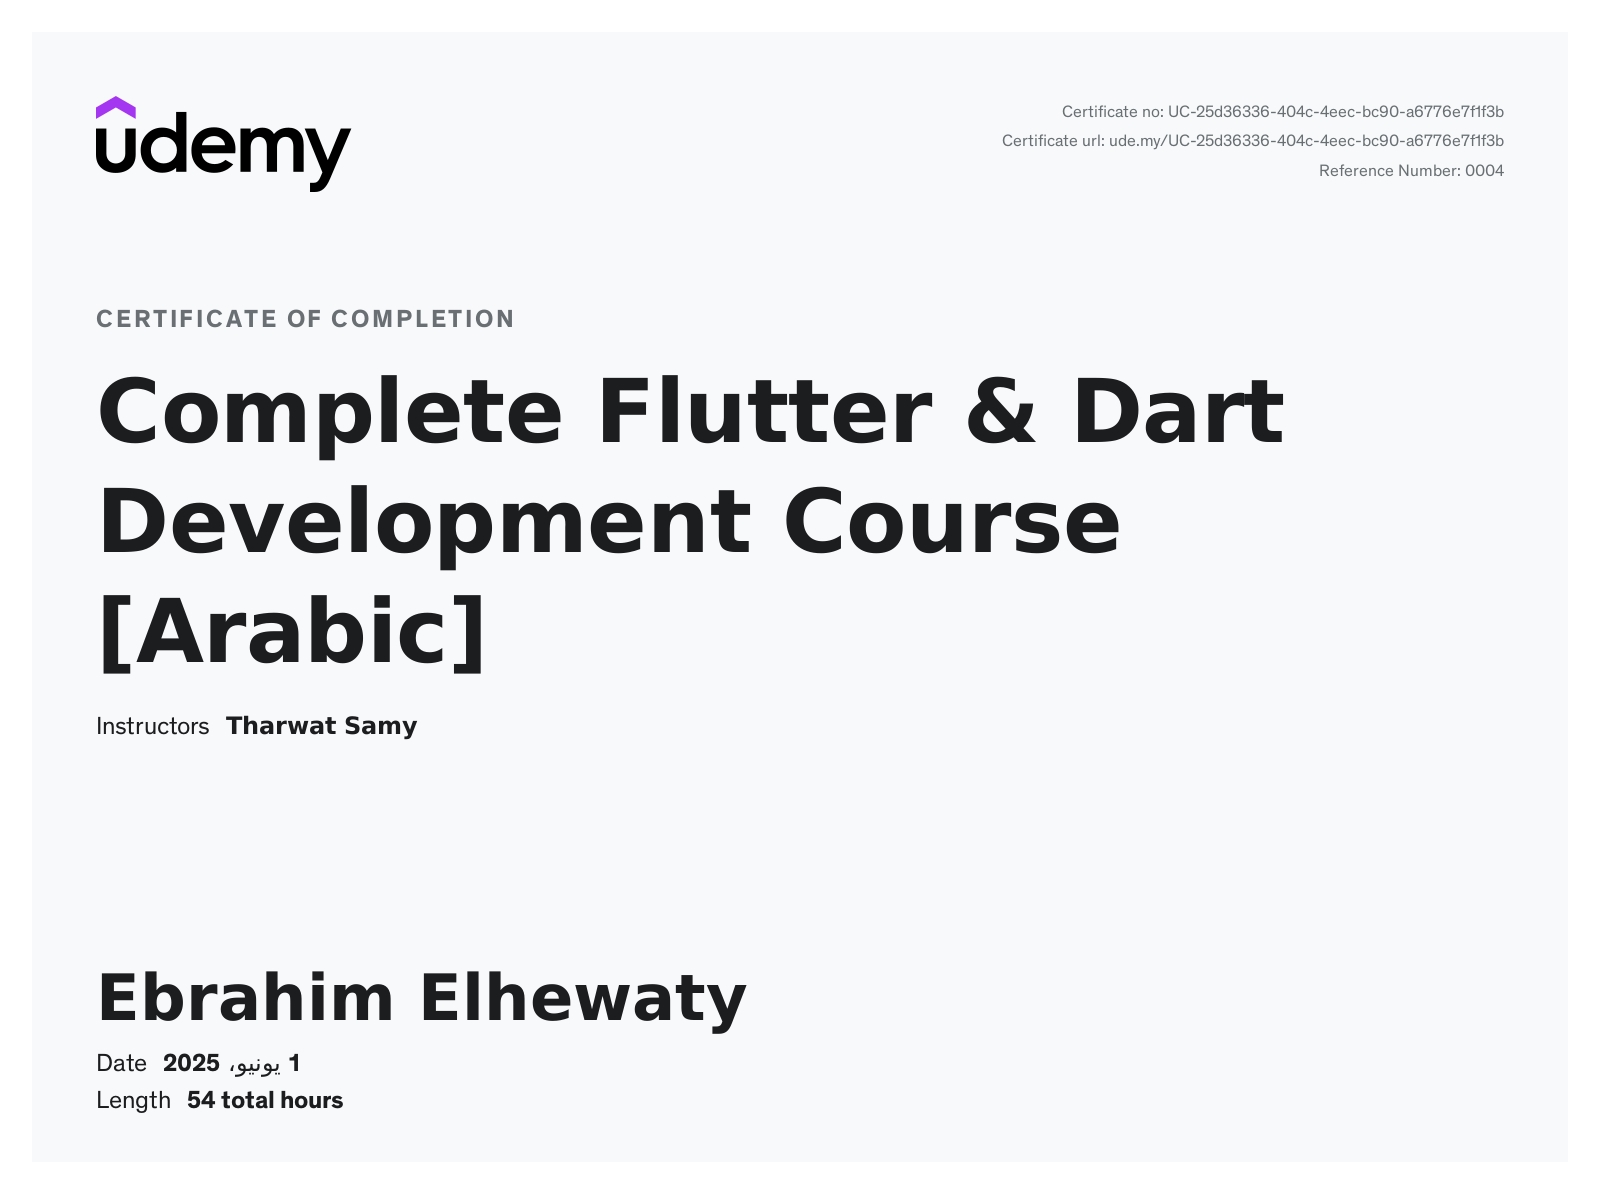 udemy
Certificate no: UC-25d36336-404c-4eec-bc90-a6776e7f1f3b
Certificate url: ude.my/UC-25d36336-404c-4eec-bc90-a6776e7f1f3b
Reference Number: 0004
CERTIFICATE OF COMPLETION
Complete Flutter & Dart
Development Course
[Arabic]
Instructors Tharwat Samy
Ebrahim Elhewaty
Date 1 يونيو، 2025
Length 54 total hours